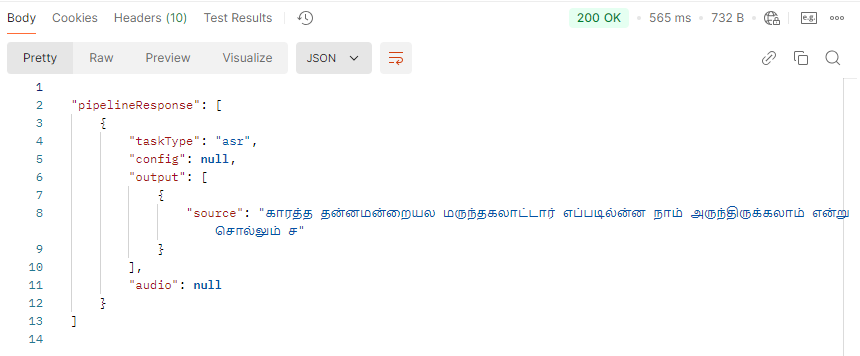 Body Cookies Headers (10) Test Results 200 OK 565 ms 732 B e.g.
Pretty Raw Preview Visualize JSON
1
2 "pipelineResponse": [
3 {
4 "taskType": "asr",
5 "config": null,
6 "output": [
7 {
8 "source": "காரத்த தன்னமன்றையல மருந்தகலாட்டார் எப்படில்ன்ன நாம் அருந்திருக்கலாம் என்று
சொல்லும் ச"
9 }
10 ],
11 "audio": null
12 }
13 ]
14